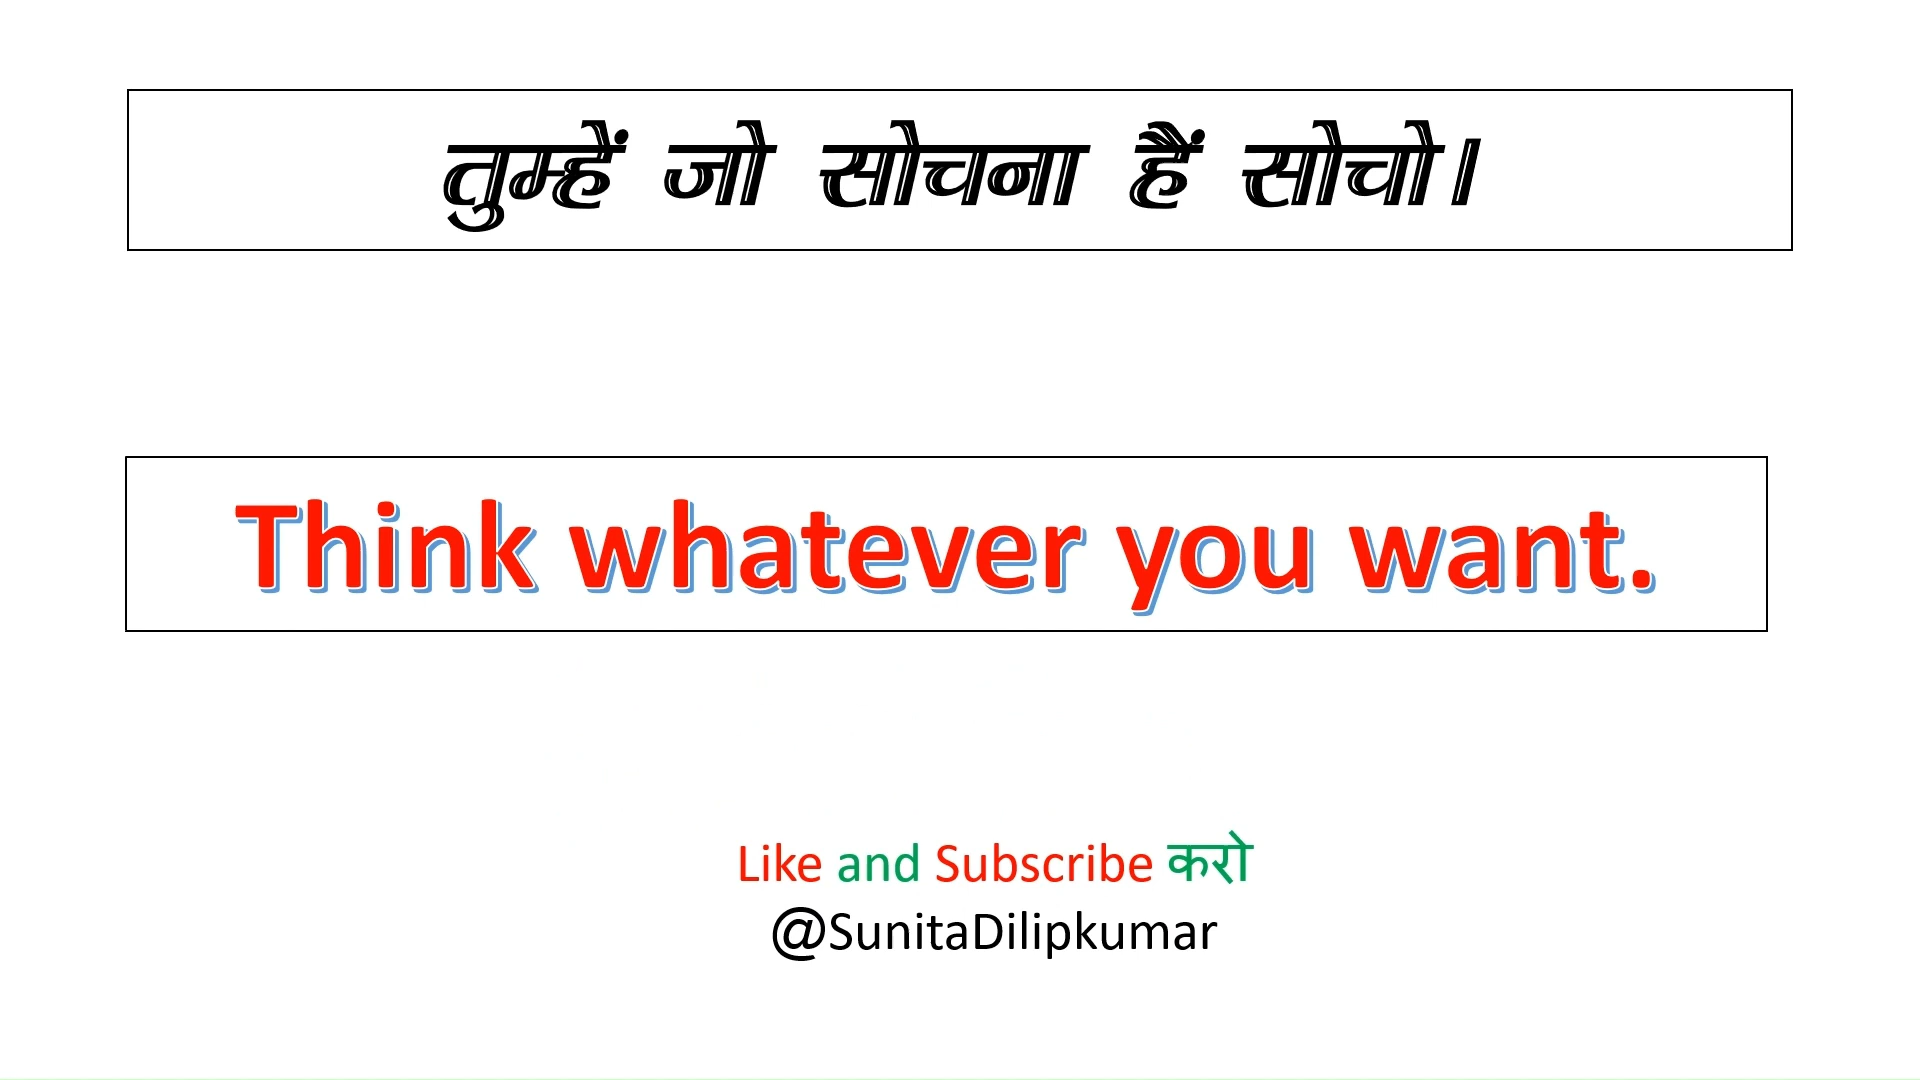 तुम्हें जो सोचना हैं सोचो।
Think whatever you want.
Like and Subscribe करो
@SunitaDilipkumar